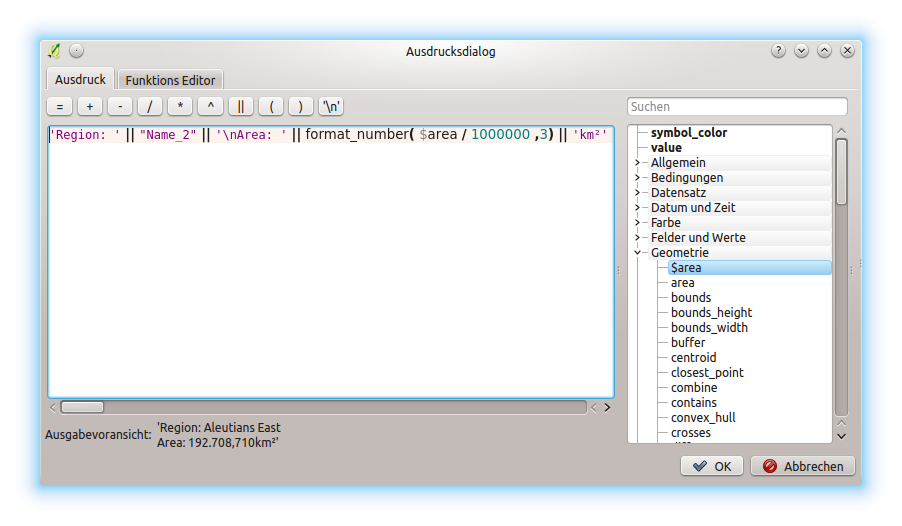 Ausdrucksdialog
Ausdruck
Funktions Editor
= + - / * ^ || ( ) '\n'
Suchen
'Region: ' || "Name_2" || '\nArea: ' || format_number( $area / 1000000 ,3) || 'km²'
symbol_color
value
Allgemein
Bedingungen
Datensatz
Datum und Zeit
Farbe
Felder und Werte
Geometrie
$area
area
bounds
bounds_height
bounds_width
buffer
centroid
closest_point
combine
contains
convex_hull
crosses
Ausgabevoransicht: 'Region: Aleutians East
Area: 192.708,710km²'
OK
Abbrechen